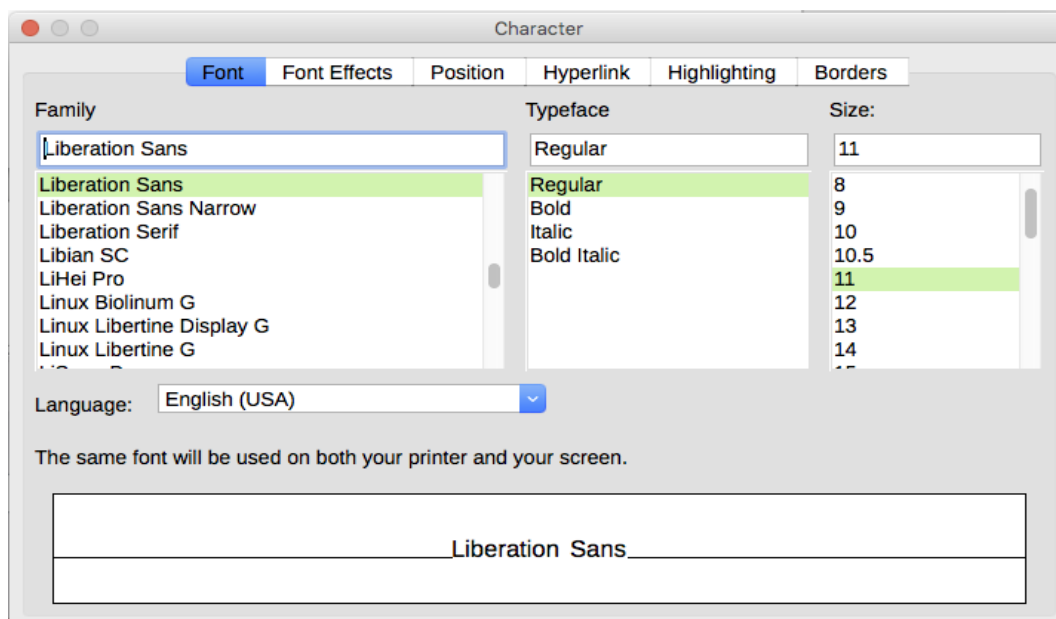 Character
Font Font Effects Position Hyperlink Highlighting Borders
Family Typeface Size:
Liberation Sans Regular 11
Liberation Sans Regular 8
Liberation Sans Narrow Bold 9
Liberation Serif Italic 10
Libian SC Bold Italic 10.5
LiHei Pro 11
Linux Biolinum G 12
Linux Libertine Display G 13
Linux Libertine G 14
Language: English (USA)
The same font will be used on both your printer and your screen.
Liberation Sans